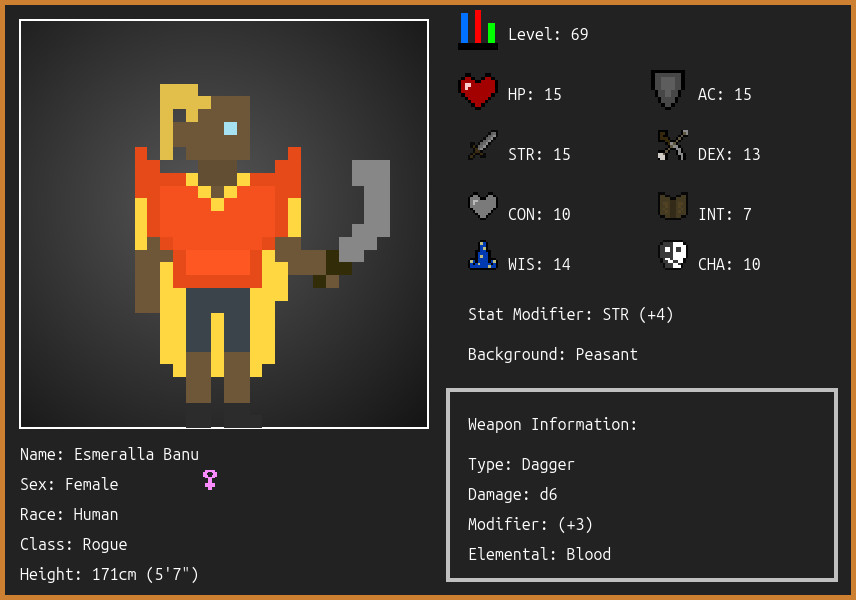 Level: 69
HP: 15
AC: 15
STR: 15
DEX: 13
CON: 10
INT: 7
WIS: 14
CHA: 10
Stat Modifier: STR (+4)
Background: Peasant
Weapon Information:
Type: Dagger
Damage: d6
Modifier: (+3)
Elemental: Blood
Name: Esmeralla Banu
Sex: Female
Race: Human
Class: Rogue
Height: 171cm (5'7")